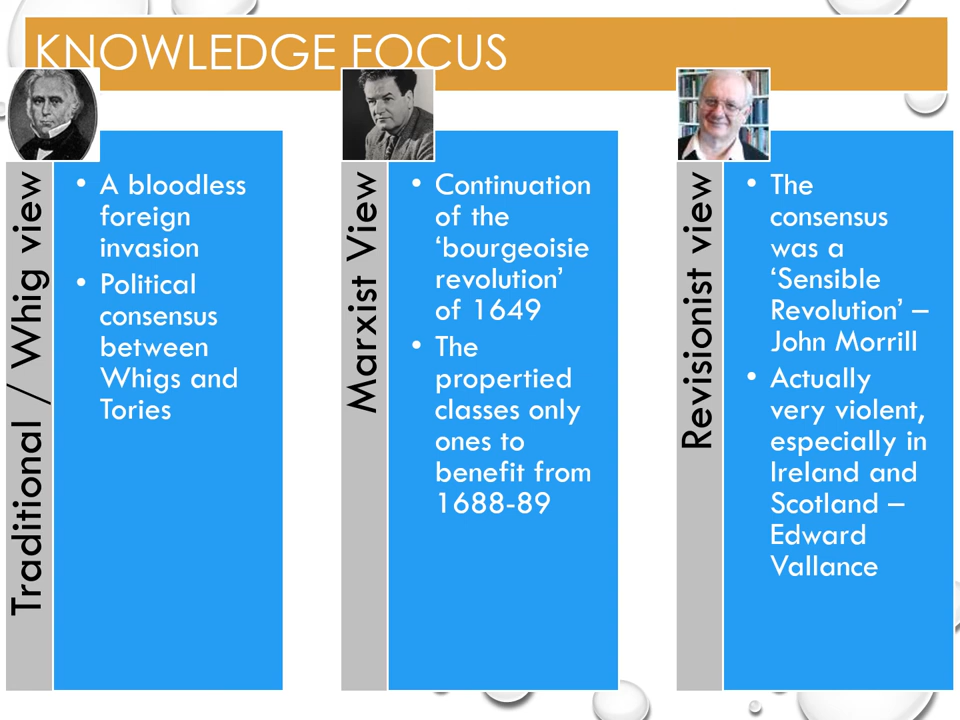 KNOWLEDGE FOCUS
Traditional / Whig view
• A bloodless
foreign
invasion
• Political
consensus
between
Whigs and
Tories
Marxist View
• Continuation
of the
‘bourgeoisie
revolution’
of 1649
• The
propertied
classes only
ones to
benefit from
1688-89
Revisionist view
• The
consensus
was a
‘Sensible
Revolution’ –
John Morrill
• Actually
very violent,
especially in
Ireland and
Scotland –
Edward
Vallance